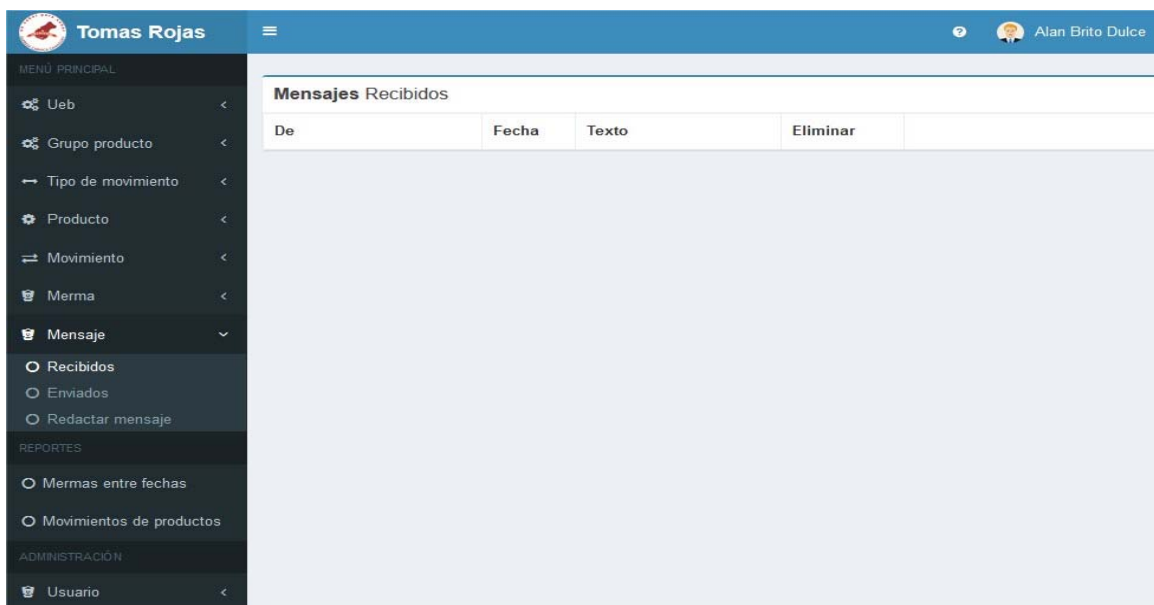 Tomas Rojas
Alan Brito Dulce
MENÚ PRINCIPAL
Ueb
Grupo producto
Tipo de movimiento
Producto
Movimiento
Merma
Mensaje
Recibidos
Enviados
Redactar mensaje
REPORTES
Mermas entre fechas
Movimientos de productos
ADMINISTRACIÓN
Usuario
Mensajes Recibidos
De Fecha Texto Eliminar